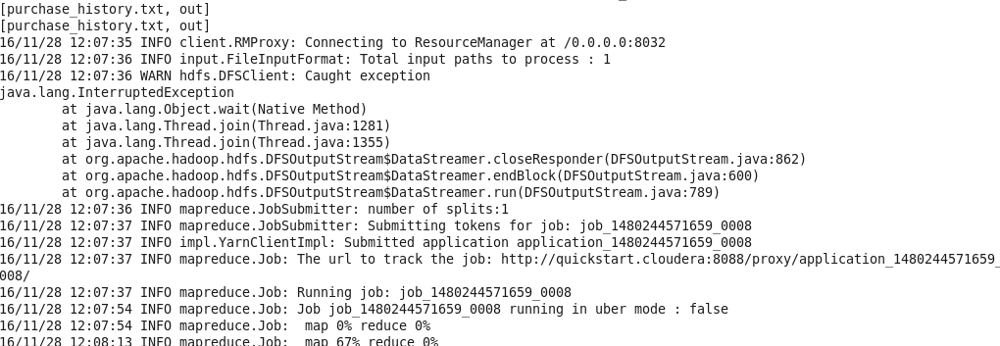 [purchase_history.txt, out]
[purchase_history.txt, out]
16/11/28 12:07:35 INFO client.RMProxy: Connecting to ResourceManager at /0.0.0.0:8032
16/11/28 12:07:36 INFO input.FileInputFormat: Total input paths to process : 1
16/11/28 12:07:36 WARN hdfs.DFSClient: Caught exception
java.lang.InterruptedException
        at java.lang.Object.wait(Native Method)
        at java.lang.Thread.join(Thread.java:1281)
        at java.lang.Thread.join(Thread.java:1355)
        at org.apache.hadoop.hdfs.DFSOutputStream$DataStreamer.closeResponder(DFSOutputStream.java:862)
        at org.apache.hadoop.hdfs.DFSOutputStream$DataStreamer.endBlock(DFSOutputStream.java:600)
        at org.apache.hadoop.hdfs.DFSOutputStream$DataStreamer.run(DFSOutputStream.java:789)
16/11/28 12:07:36 INFO mapreduce.JobSubmitter: number of splits:1
16/11/28 12:07:37 INFO mapreduce.JobSubmitter: Submitting tokens for job: job_1480244571659_0008
16/11/28 12:07:37 INFO impl.YarnClientImpl: Submitted application application_1480244571659_0008
16/11/28 12:07:37 INFO mapreduce.Job: The url to track the job: http://quickstart.cloudera:8088/proxy/application_1480244571659_
008/
16/11/28 12:07:37 INFO mapreduce.Job: Running job: job_1480244571659_0008
16/11/28 12:07:54 INFO mapreduce.Job: Job job_1480244571659_0008 running in uber mode : false
16/11/28 12:07:54 INFO mapreduce.Job:  map 0% reduce 0%
16/11/28 12:08:13 INFO mapreduce.Job:  map 67% reduce 0%